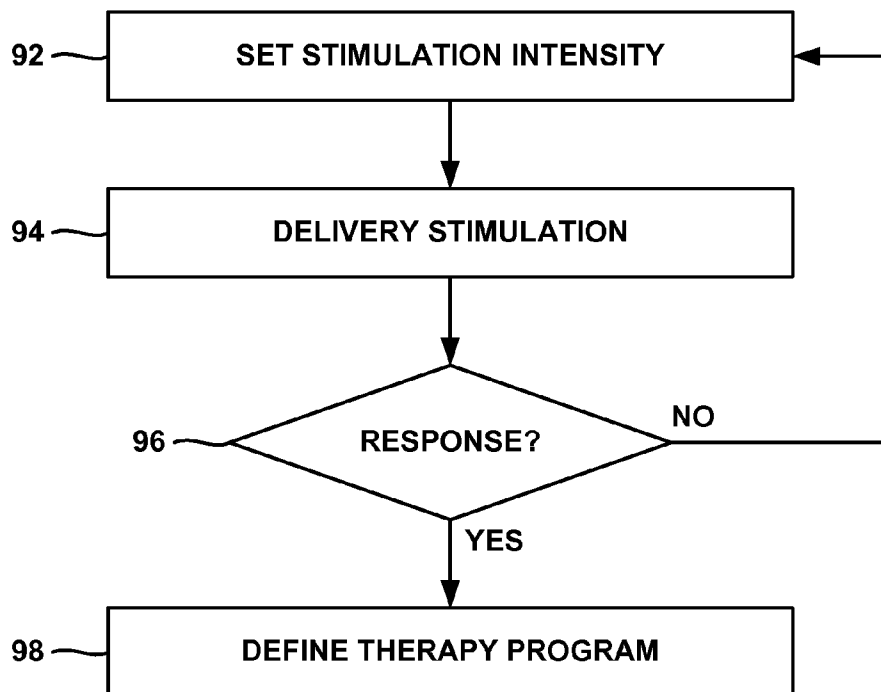 92 SET STIMULATION INTENSITY
94 DELIVERY STIMULATION
96 RESPONSE? NO
YES
98 DEFINE THERAPY PROGRAM